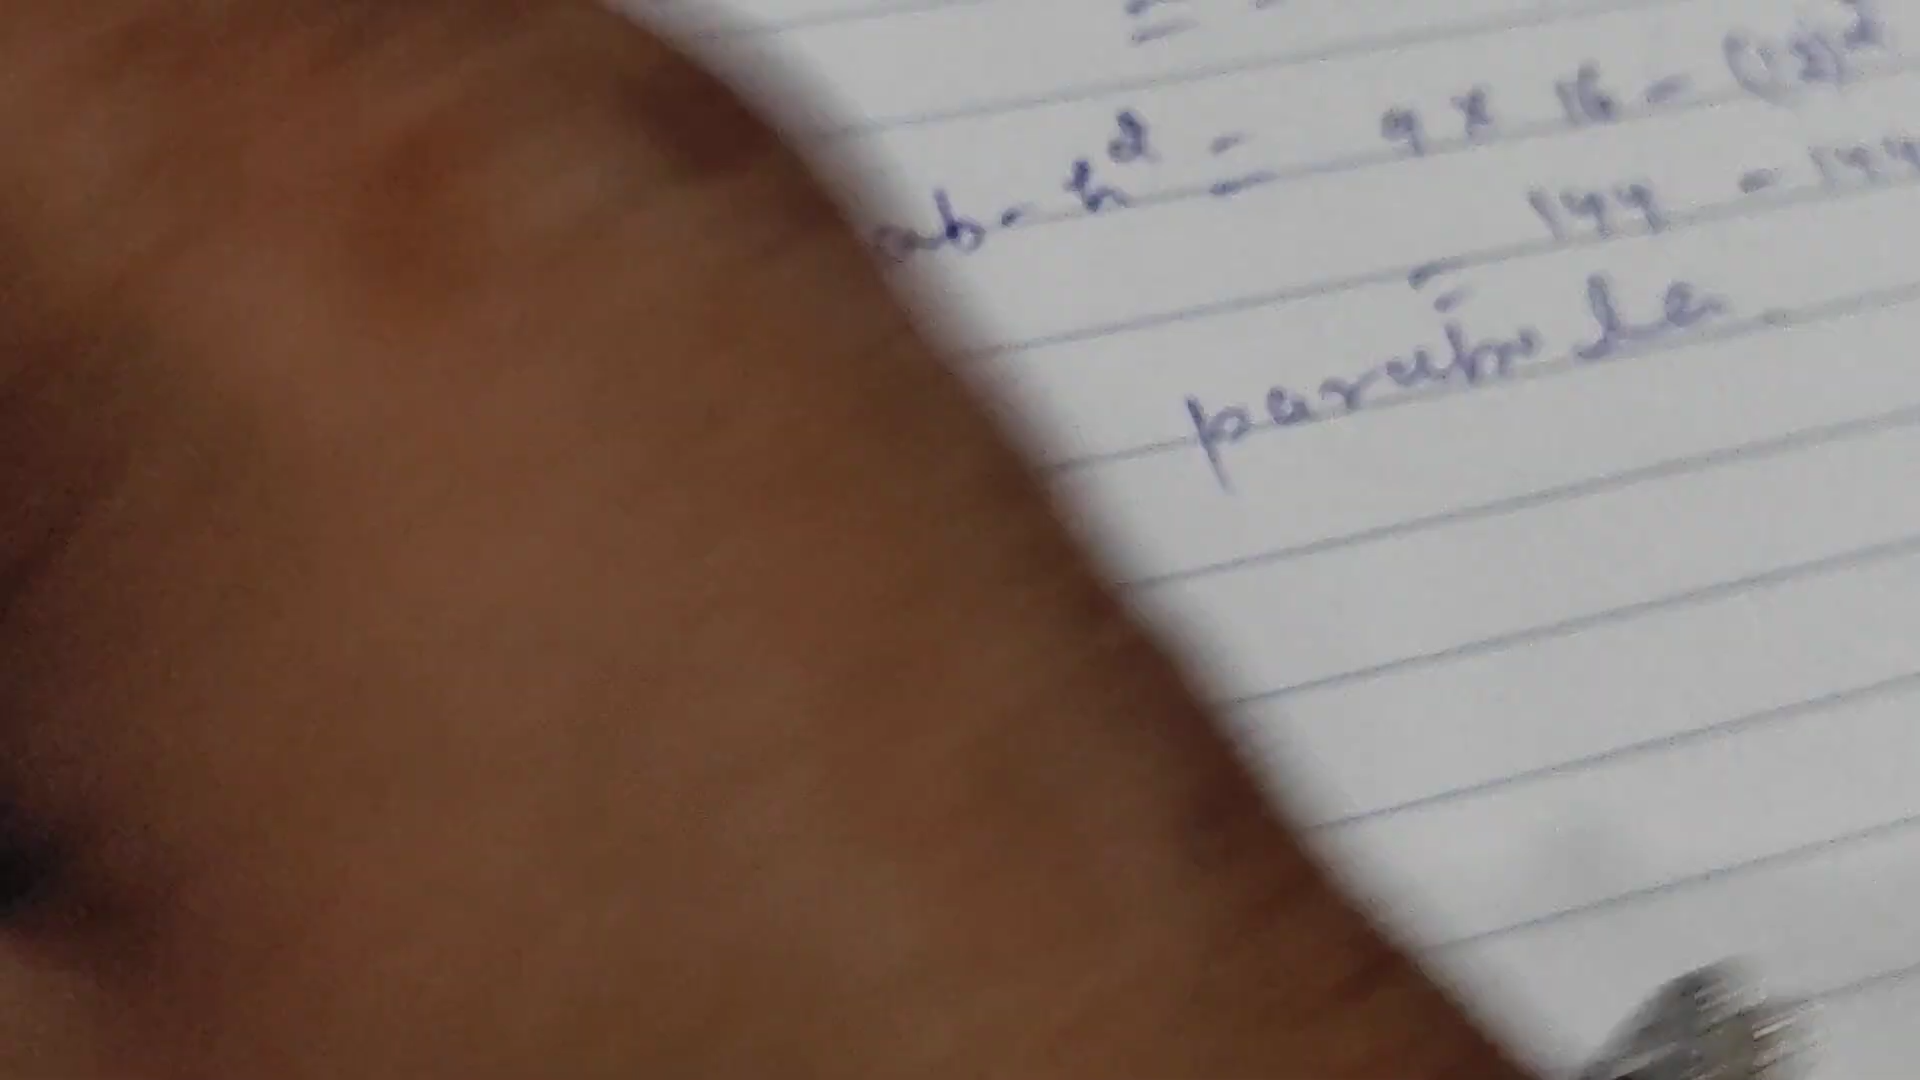 =
ab - h² = 9 x 16 - (12)²
= 144 - 144
parabola